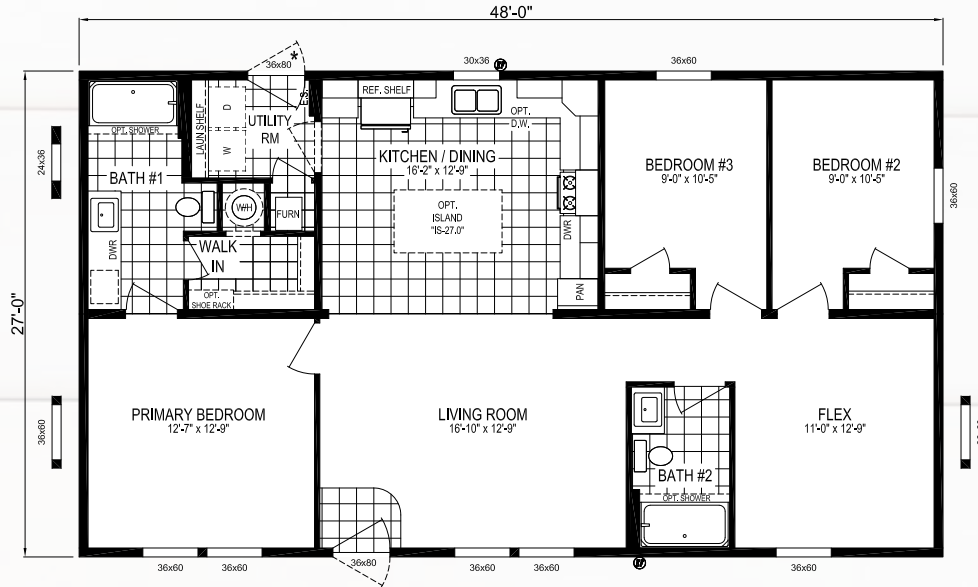 48'-0"
36x80
*
30x36
36x60
27'-0"
24x36
OPT. SHOWER
LAUN SHELF
D
W
UTILITY
RM
E.S.
REF. SHELF
OPT.
D.W.
KITCHEN / DINING
16'-2" x 12'-9"
OPT.
ISLAND
"IS-27.0"
DWR
PAN
BEDROOM #3
9'-0" x 10'-5"
BEDROOM #2
9'-0" x 10'-5"
36x60
BATH #1
DWR
W/H
FURN
WALK
IN
OPT.
SHOE RACK
36x60
PRIMARY BEDROOM
12'-7" x 12'-9"
LIVING ROOM
16'-10" x 12'-9"
BATH #2
OPT. SHOWER
FLEX
11'-0" x 12'-9"
36x60
36x60
36x80
36x60
36x60
36x60